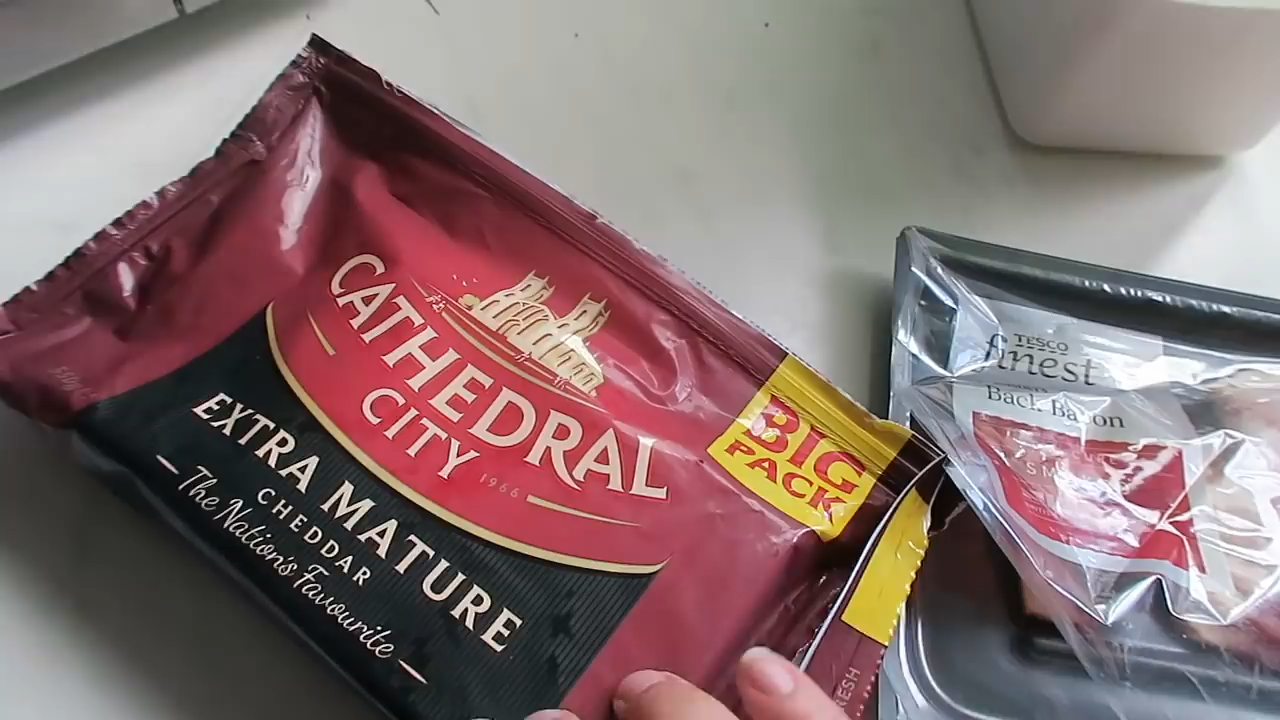 CATHEDRAL
CITY
1966
EXTRA MATURE
CHEDDAR
The Nation's Favourite
BIG
PACK
TESCO
finest
Back Bacon